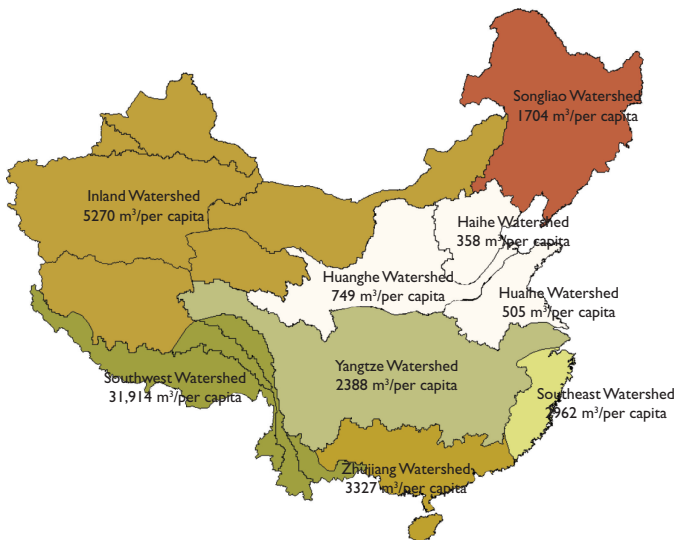 Songliao Watershed
1704 m³/per capita
Inland Watershed
5270 m³/per capita
Haihe Watershed
358 m³/per capita
Huanghe Watershed
749 m³/per capita
Huaihe Watershed
505 m³/per capita
Yangtze Watershed
2388 m³/per capita
Southwest Watershed
31,914 m³/per capita
Southeast Watershed
m³/per capita
Zhujiang Watershed
3327 m³/per capita